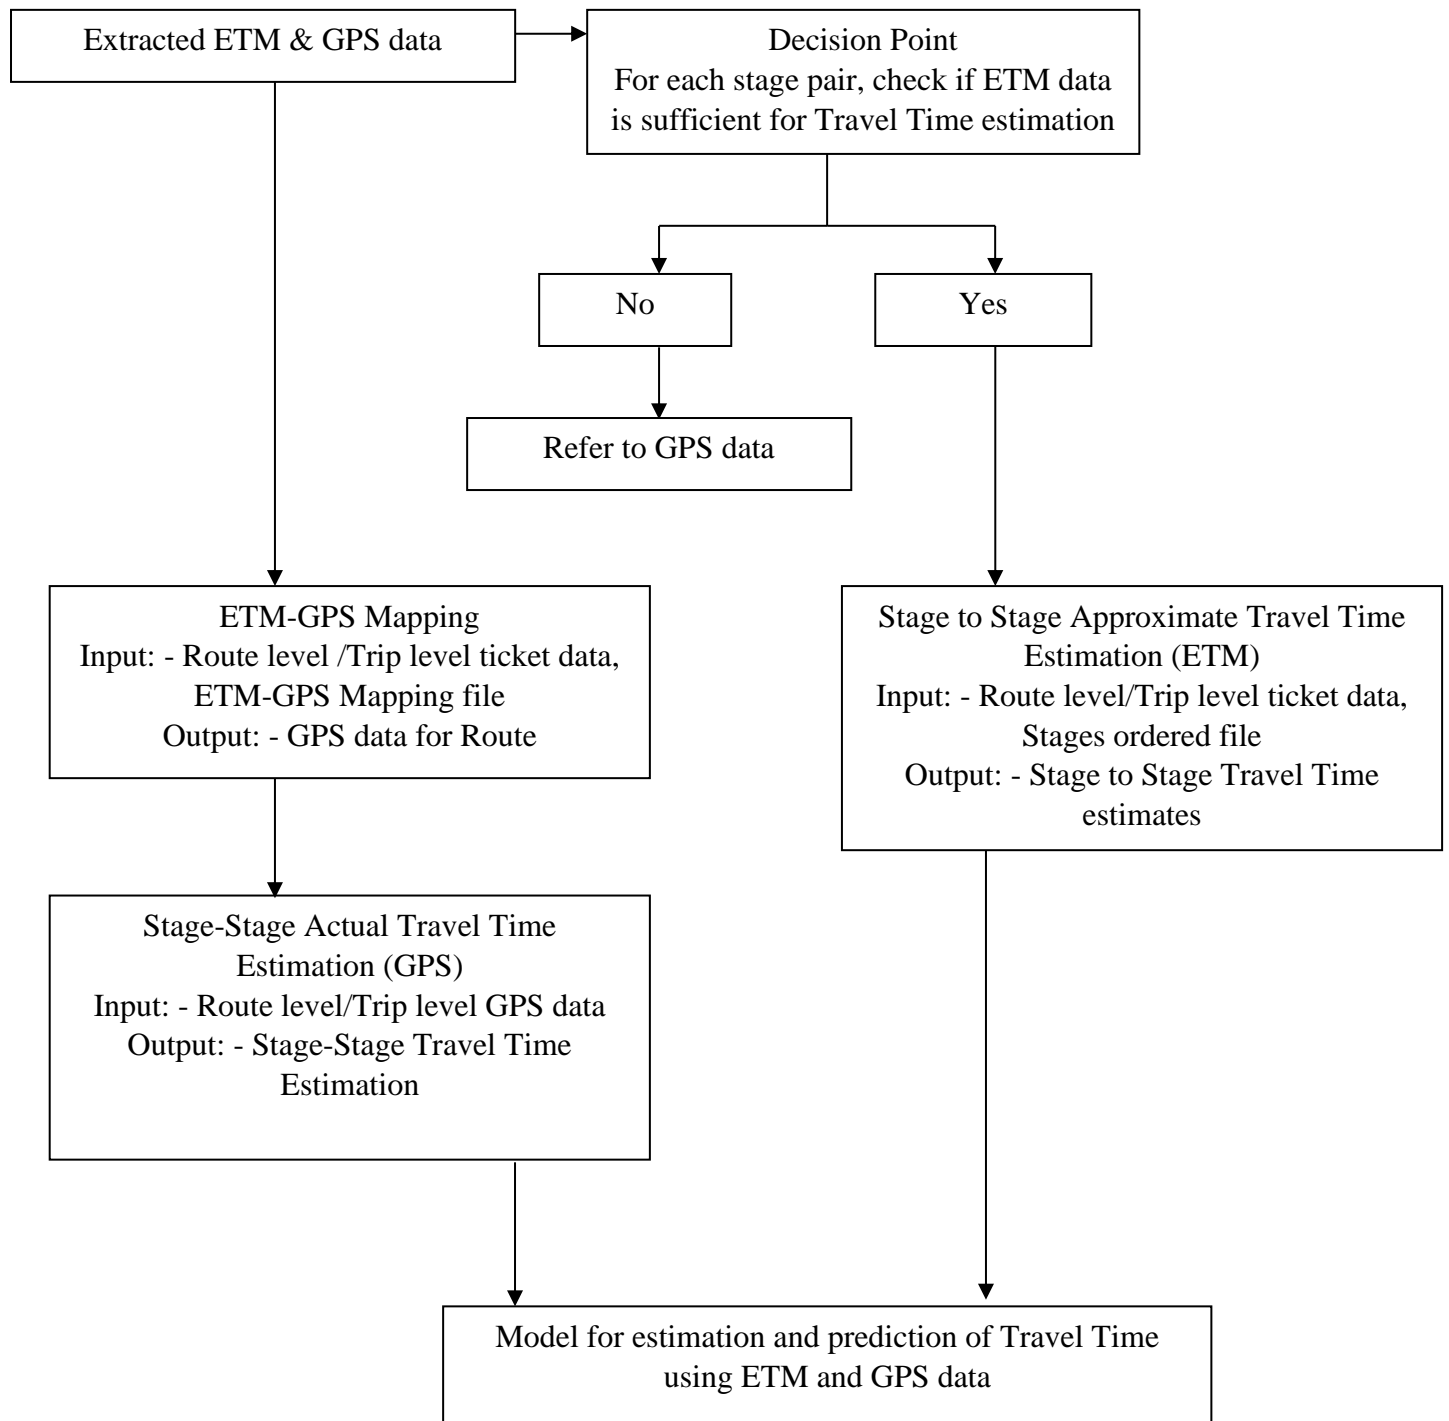 Extracted ETM & GPS data
Decision Point
For each stage pair, check if ETM data
is sufficient for Travel Time estimation
No
Yes
Refer to GPS data
ETM-GPS Mapping
Input: - Route level /Trip level ticket data,
ETM-GPS Mapping file
Output: - GPS data for Route
Stage to Stage Approximate Travel Time
Estimation (ETM)
Input: - Route level/Trip level ticket data,
Stages ordered file
Output: - Stage to Stage Travel Time
estimates
Stage-Stage Actual Travel Time
Estimation (GPS)
Input: - Route level/Trip level GPS data
Output: - Stage-Stage Travel Time
Estimation
Model for estimation and prediction of Travel Time
using ETM and GPS data